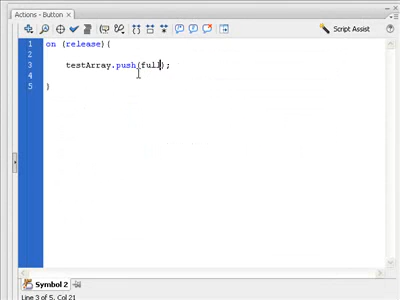 Actions - Button ×
Script Assist
1 on (release){
2
3 testArray.push(full);
4
5 }
Symbol 2
Line 3 of 5, Col 21